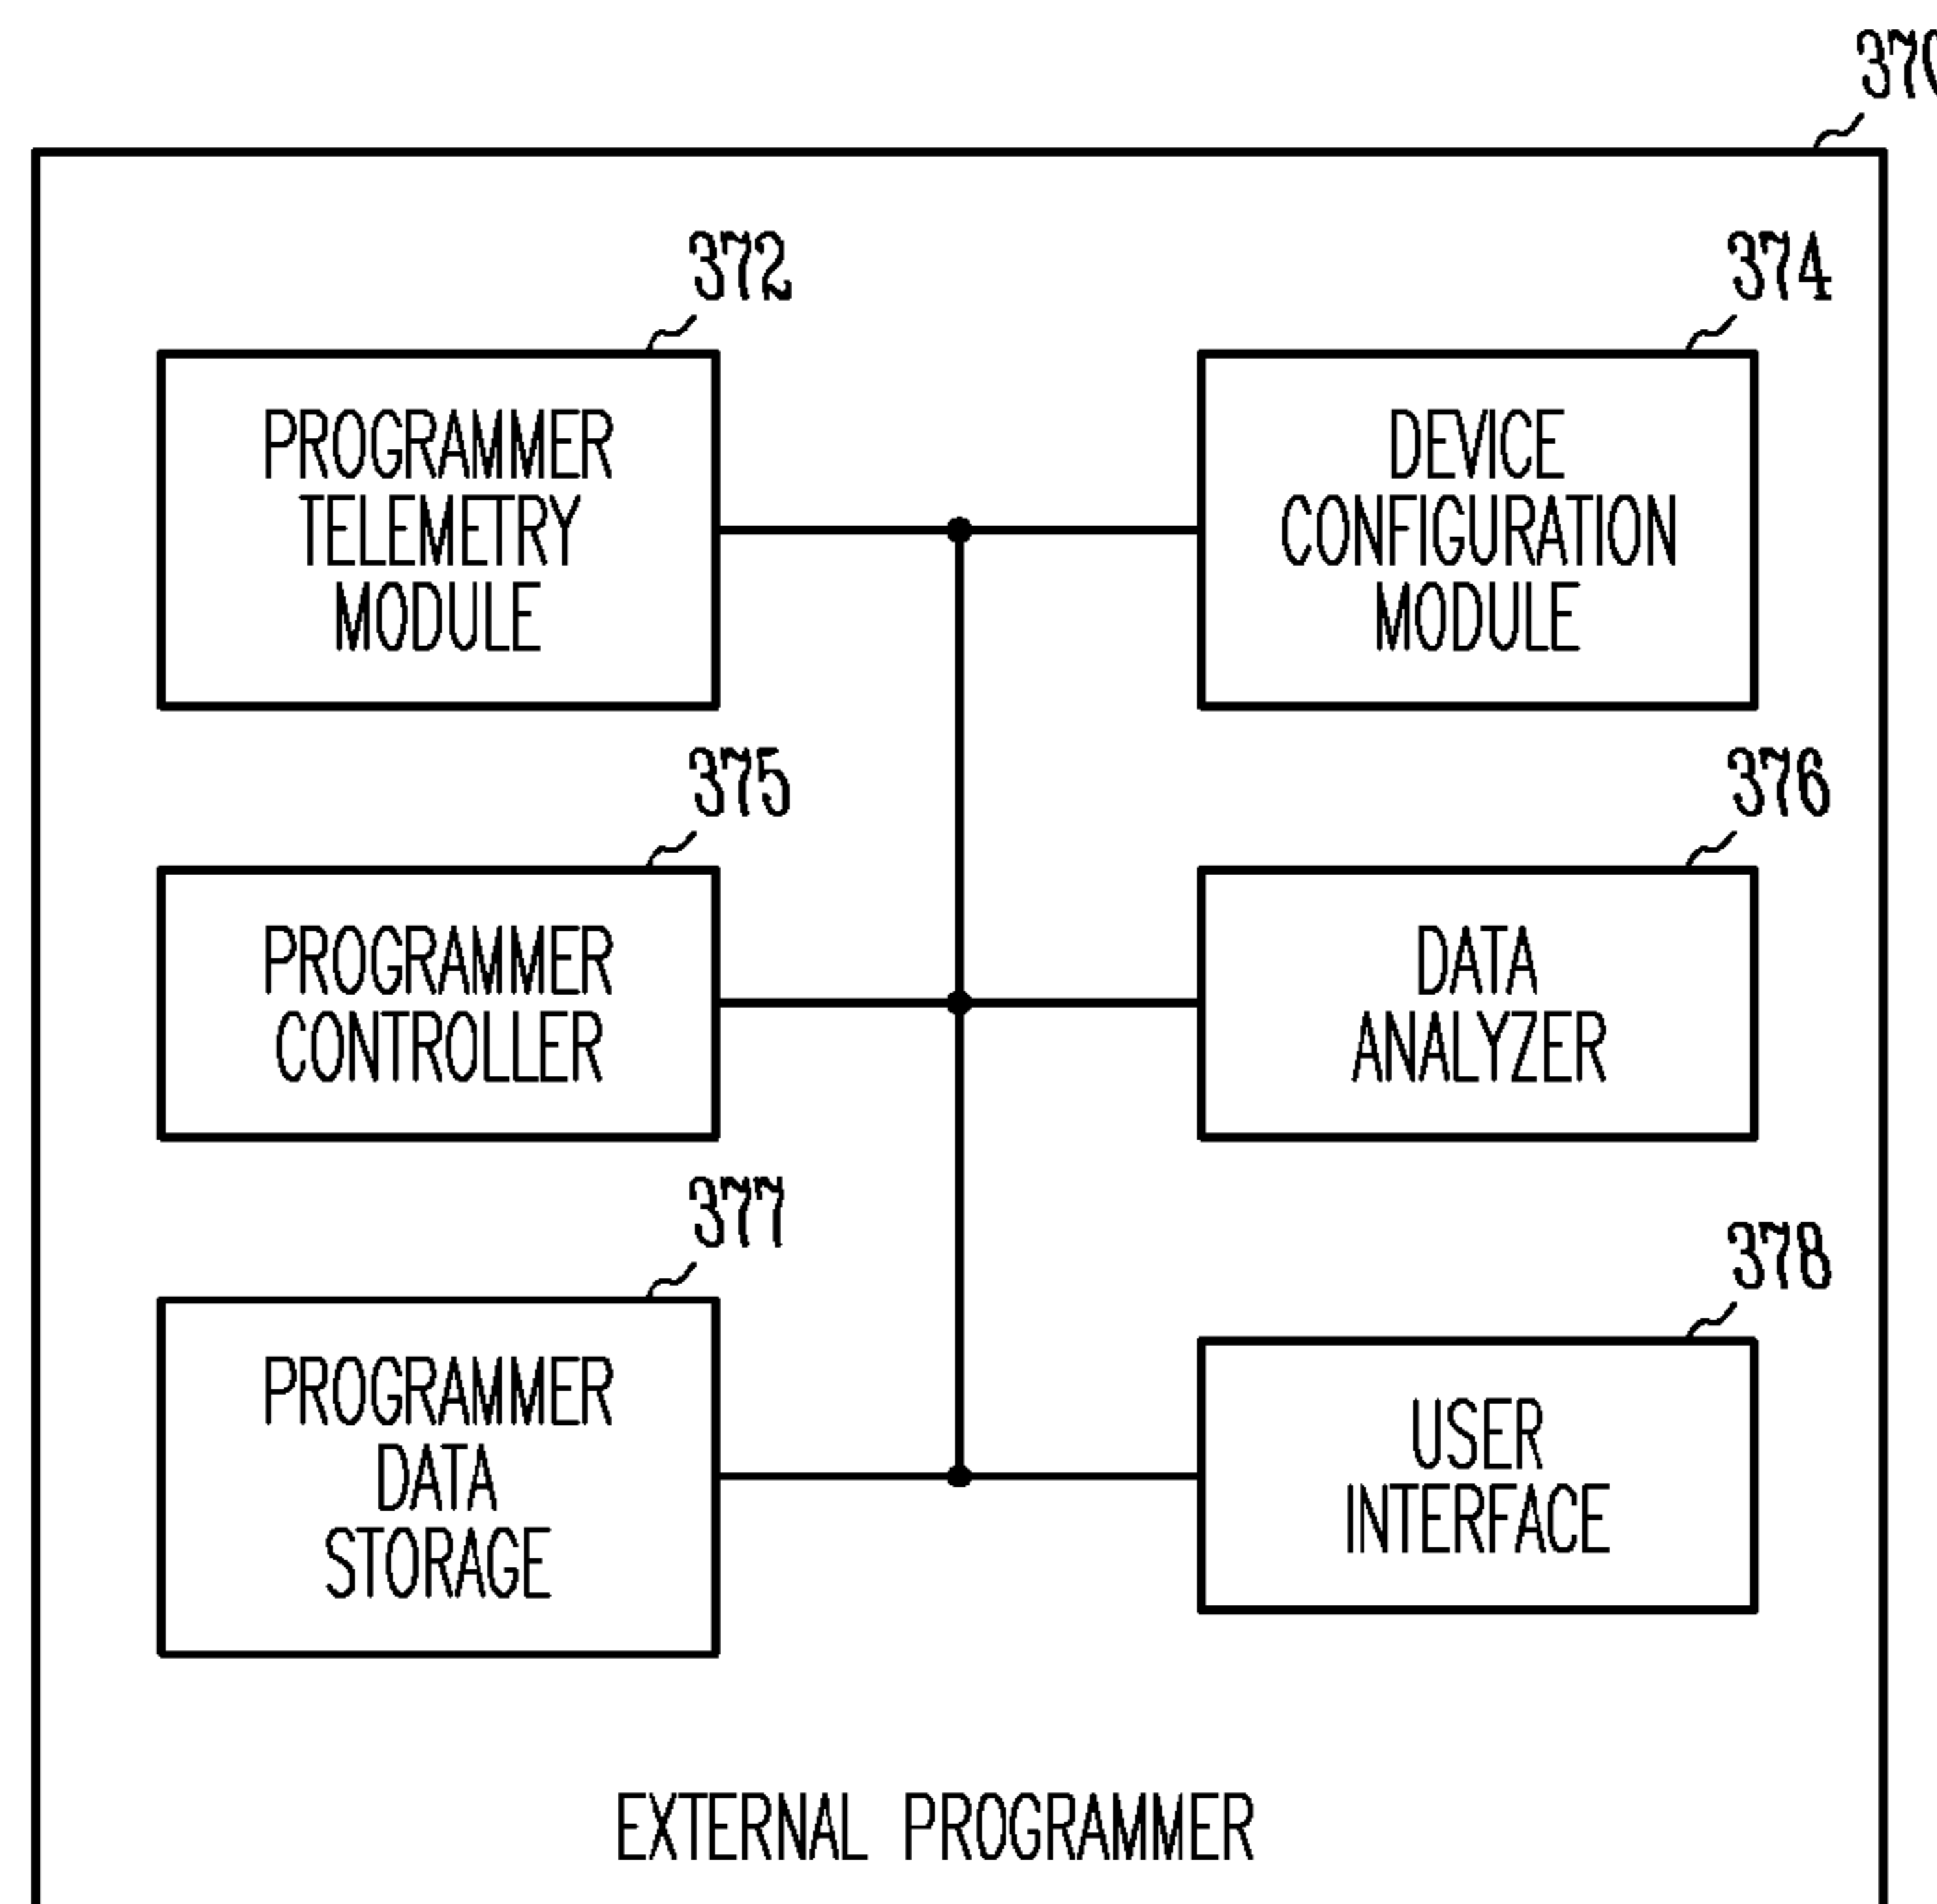 370
372
374
PROGRAMMER
TELEMETRY
MODULE
DEVICE
CONFIGURATION
MODULE
375
376
PROGRAMMER
CONTROLLER
DATA
ANALYZER
377
378
PROGRAMMER
DATA
STORAGE
USER
INTERFACE
EXTERNAL PROGRAMMER